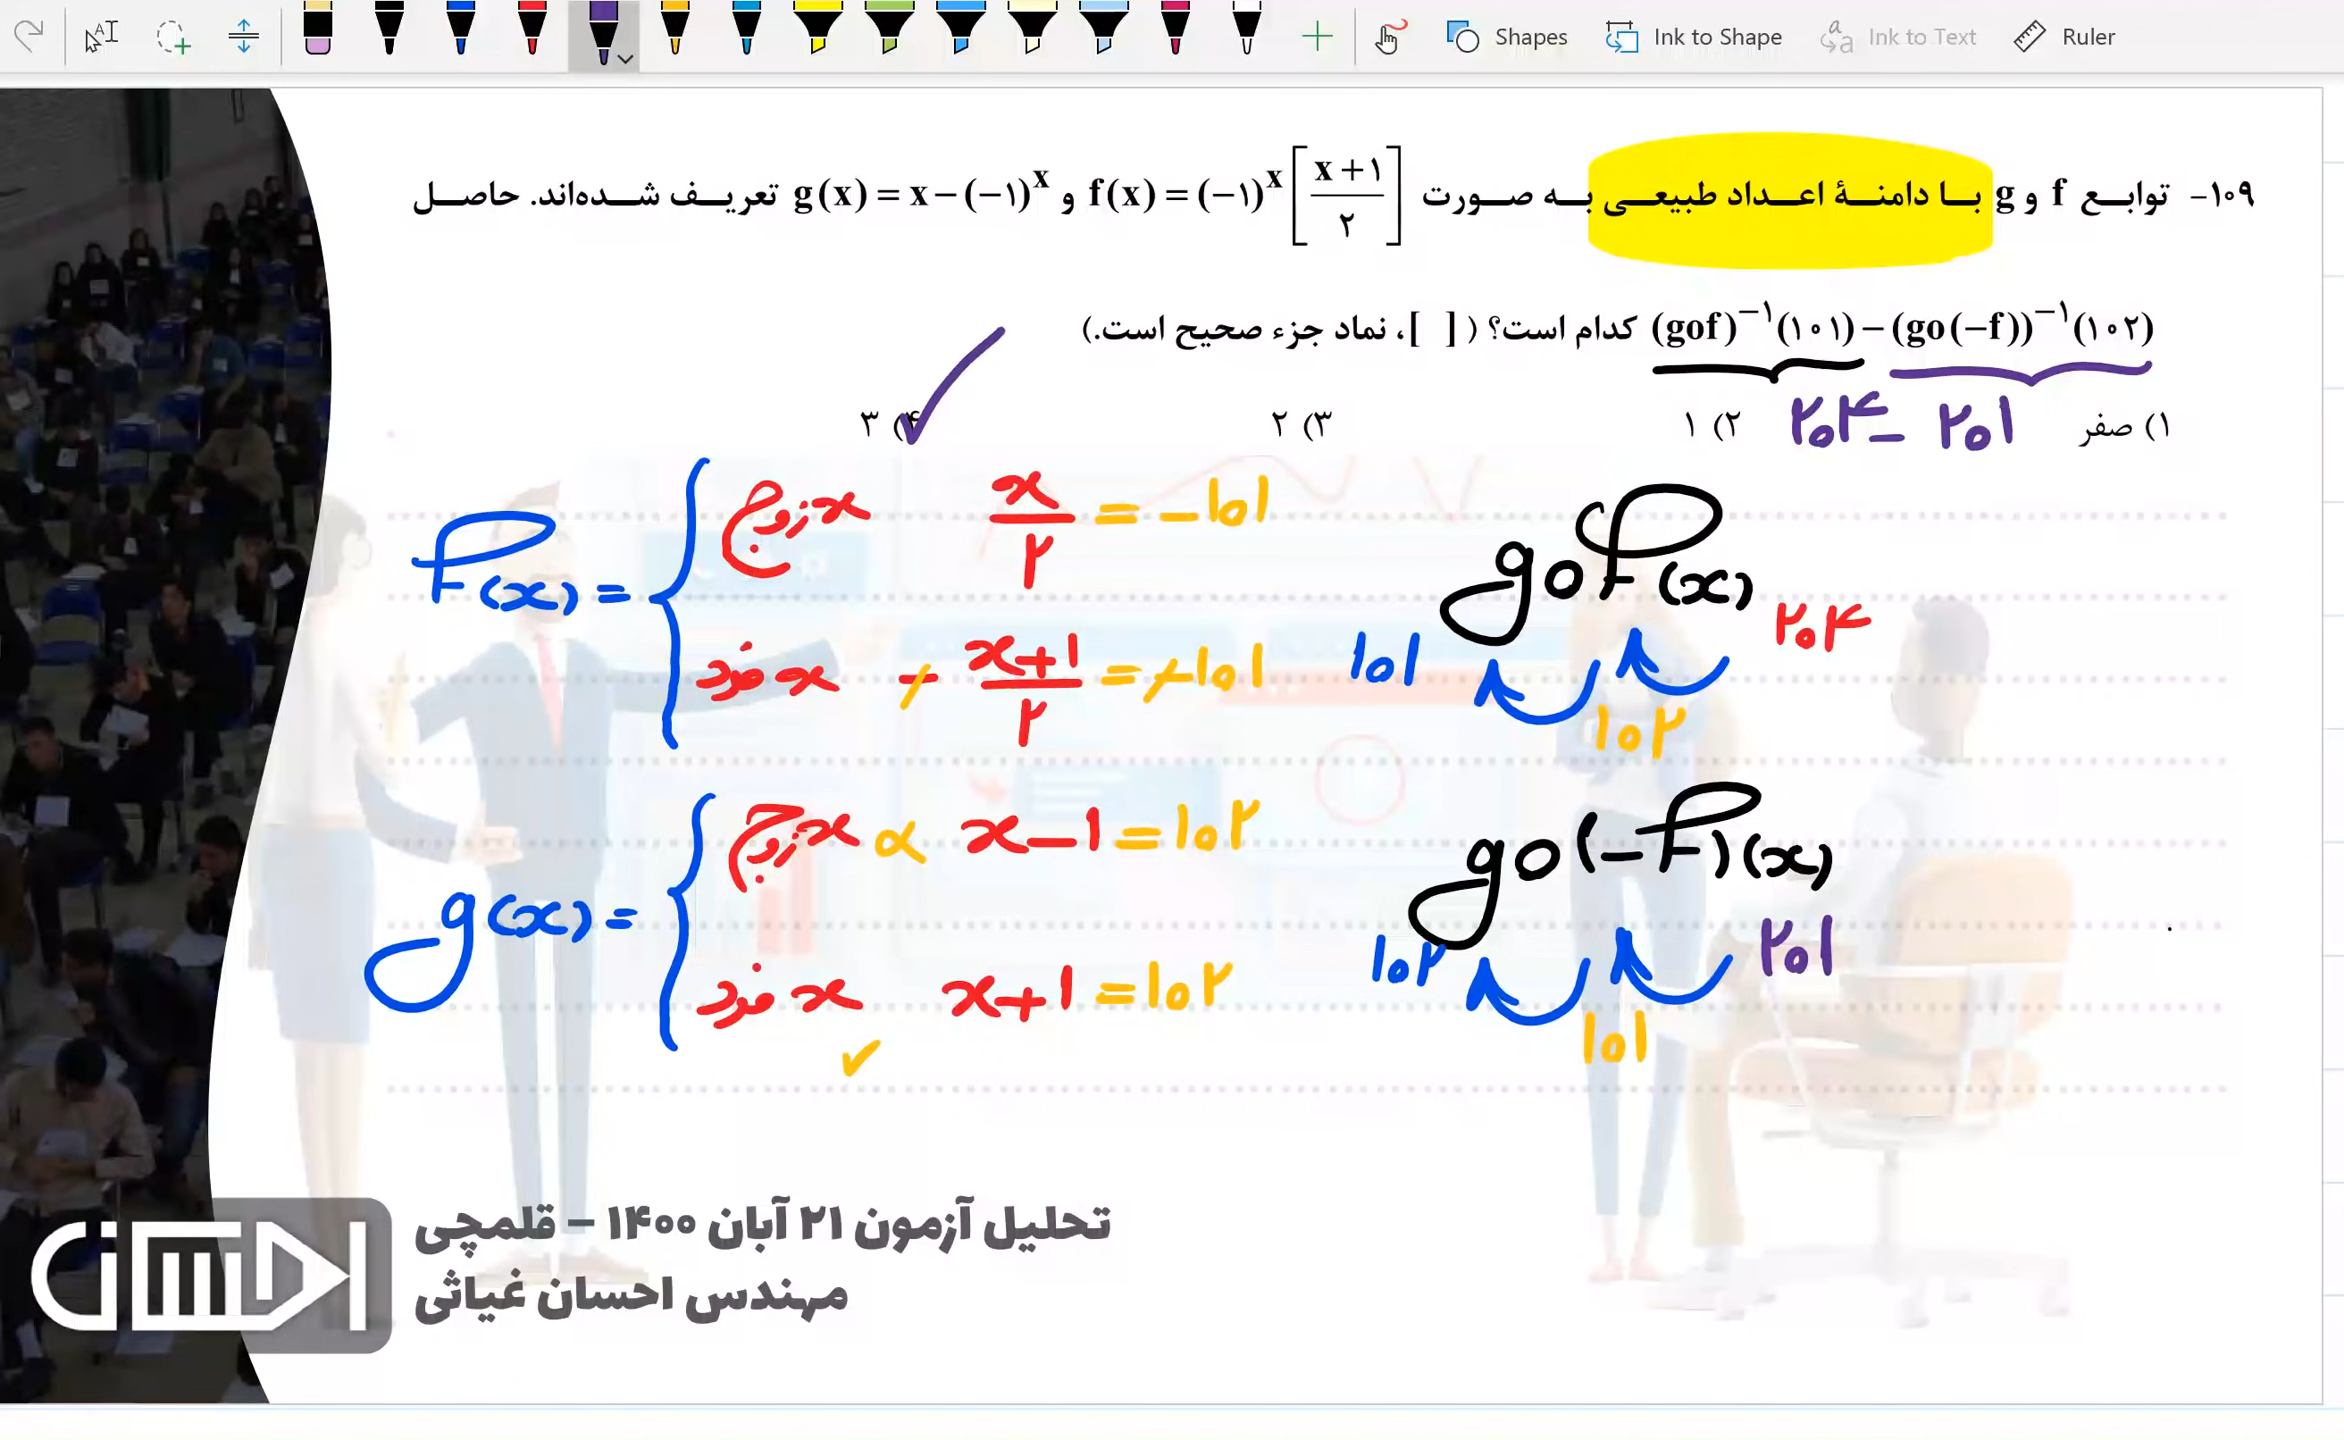 Shapes Ink to Shape Ink to Text Ruler
۱۰۹- توابع f و g با دامنهٔ اعداد طبیعی به صورت f(x) = (−۱)^x [x+۱/۲] و g(x) = x − (−۱)^x تعریف شده‌اند. حاصل
(gof)^−۱(۱۰۱) − (go(−f))^−۱(۱۰۲) کدام است؟ ( [ ]، نماد جزء صحیح است.)
۱) صفر ۲) ۱ ۳) ۲ ۴) ۳
۲۰۴ − ۲۰۱
f(x) =
x زوج x/۲ = −۱۰۱
x فرد − x+۱/۲ = −۱۰۱
gof(x)
۱۰۱ ۱۰۲ ۲۰۴
g(x) =
x زوج x−۱ = ۱۰۲
x فرد x+۱ = ۱۰۲
go(−f)(x)
۱۰۲ ۱۰۱ ۲۰۱
تحلیل آزمون ۲۱ آبان ۱۴۰۰ – قلمچی
مهندس احسان غیاثی